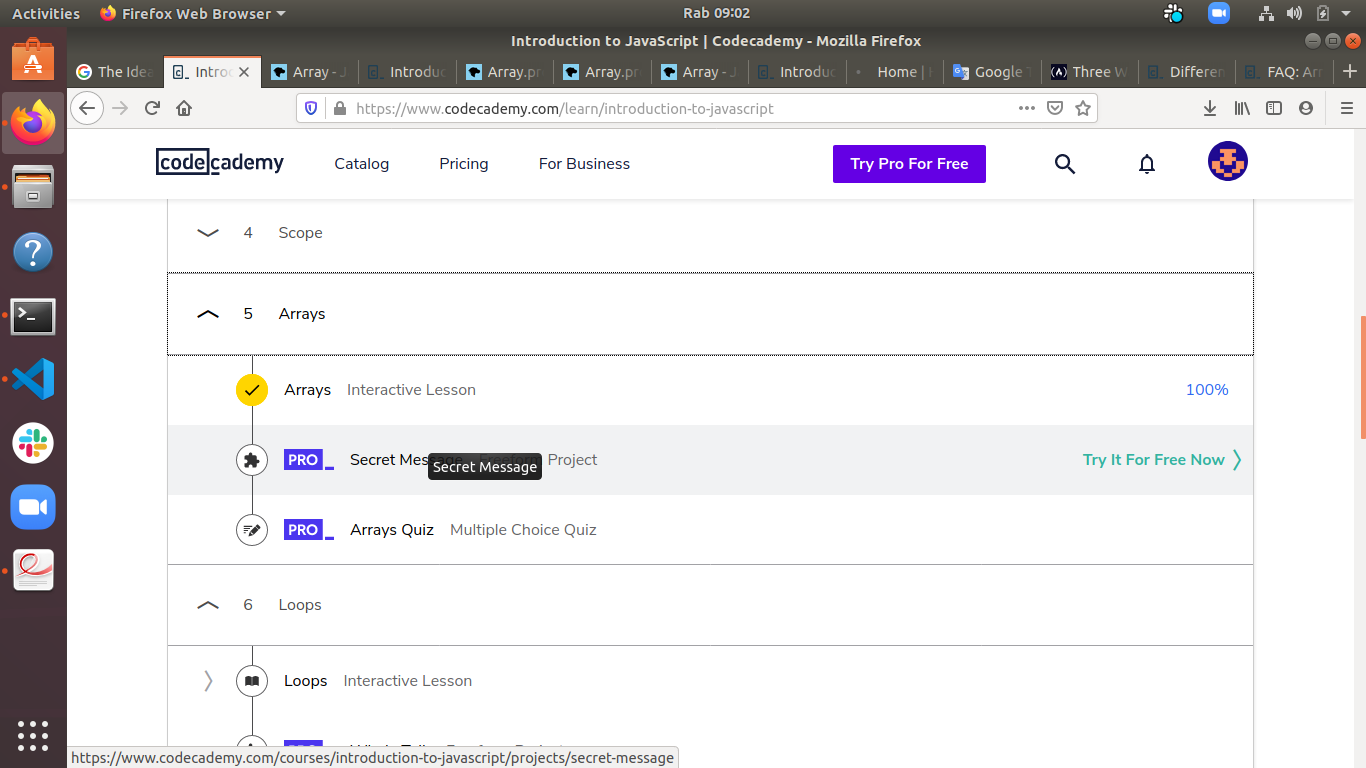 Activities Firefox Web Browser Rab 09:02
Introduction to JavaScript | Codecademy - Mozilla Firefox
The Idea Introd Array - J Introduc Array.pr Array.pr Array - J Introduc Home | Google T Three W Differen FAQ: Arr
https://www.codecademy.com/learn/introduction-to-javascript
codecademy Catalog Pricing For Business Try Pro For Free
4 Scope
5 Arrays
Arrays Interactive Lesson 100%
PRO Secret Message Freeform Project Try It For Free Now
Secret Message
PRO Arrays Quiz Multiple Choice Quiz
6 Loops
Loops Interactive Lesson
https://www.codecademy.com/courses/introduction-to-javascript/projects/secret-message